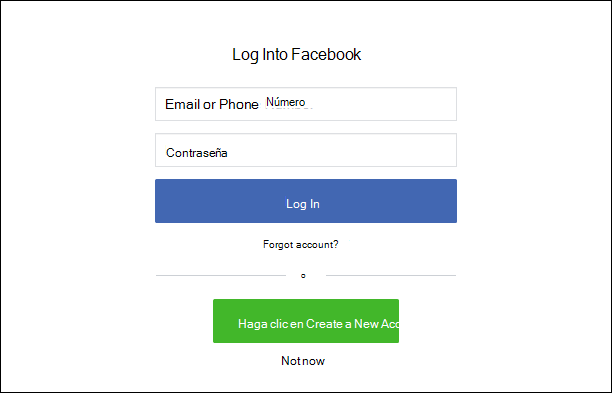 Log Into Facebook
Email or Phone Número
Contraseña
Log In
Forgot account?
o
Haga clic en Create a New Acc
Not now